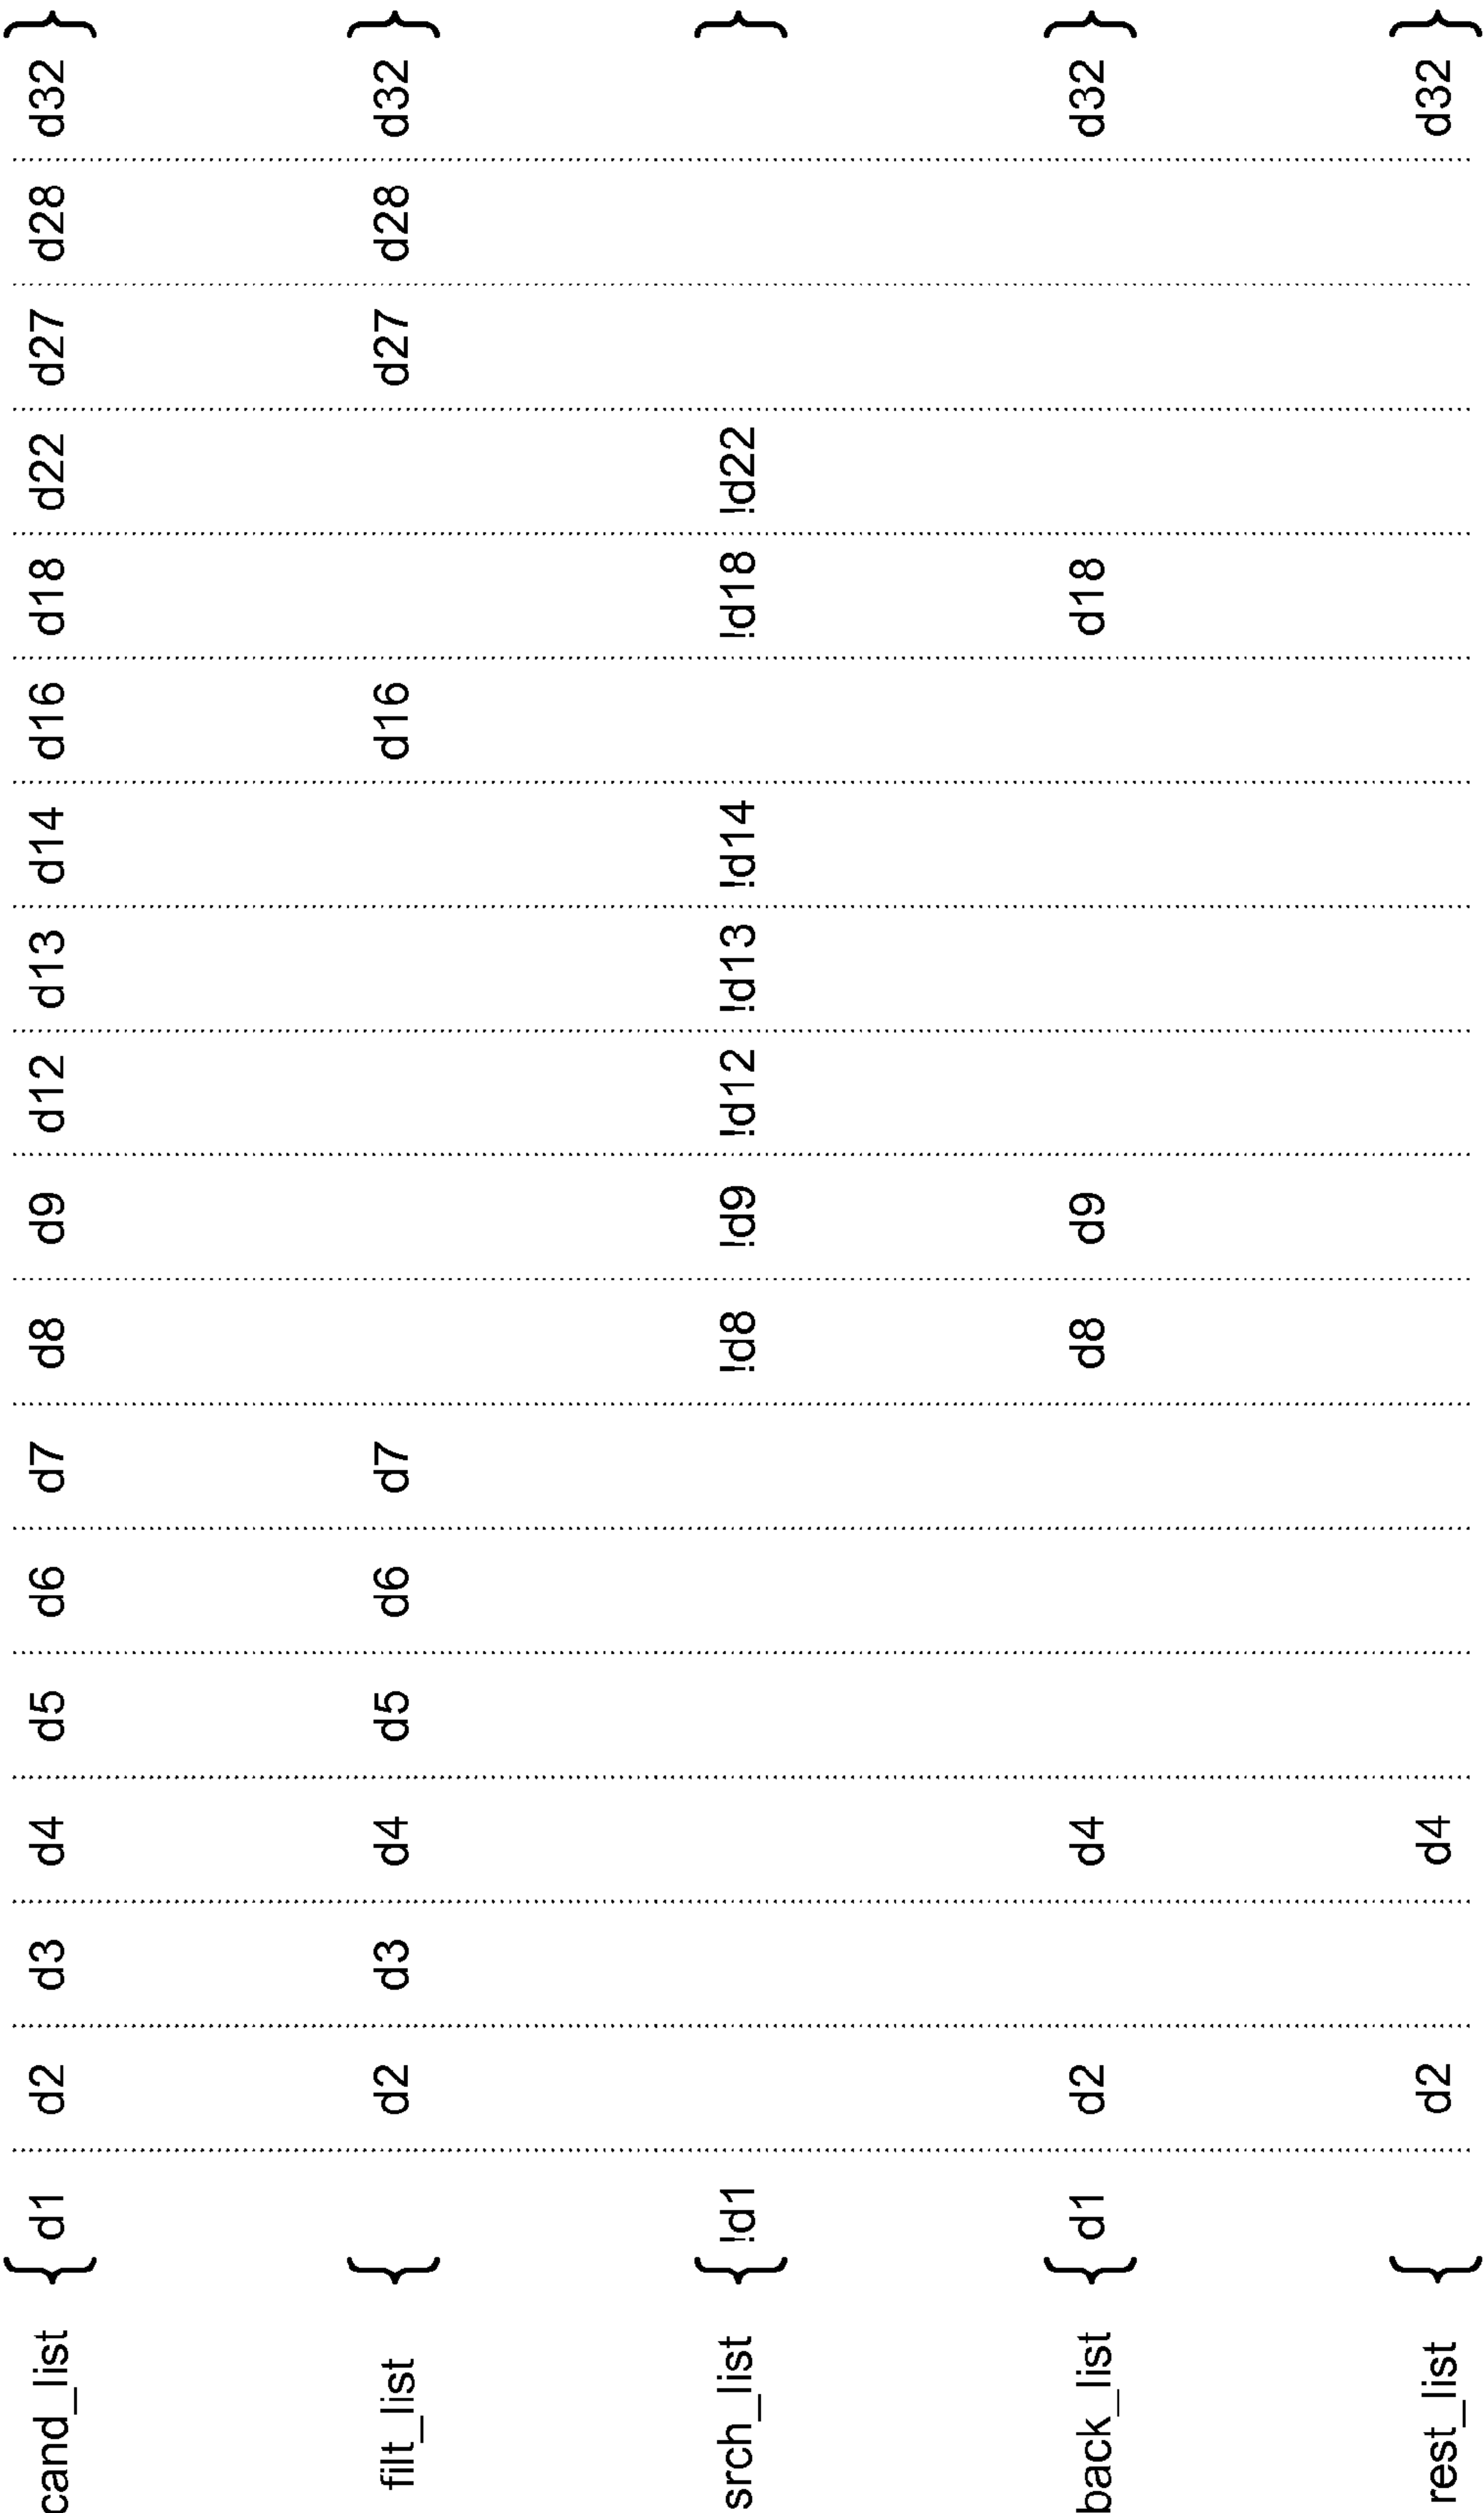 cand_list { d1 d2 d3 d4 d5 d6 d7 d8 d9 d12 d13 d14 d16 d18 d22 d27 d28 d32 }
filt_list { d2 d3 d4 d5 d6 d7 d16 d27 d28 d32 }
srch_list { !d1 !d8 !d9 !d12 !d13 !d14 !d18 !d22 }
back_list { d1 d2 d4 d8 d9 d18 d32 }
rest_list { d2 d4 d32 }